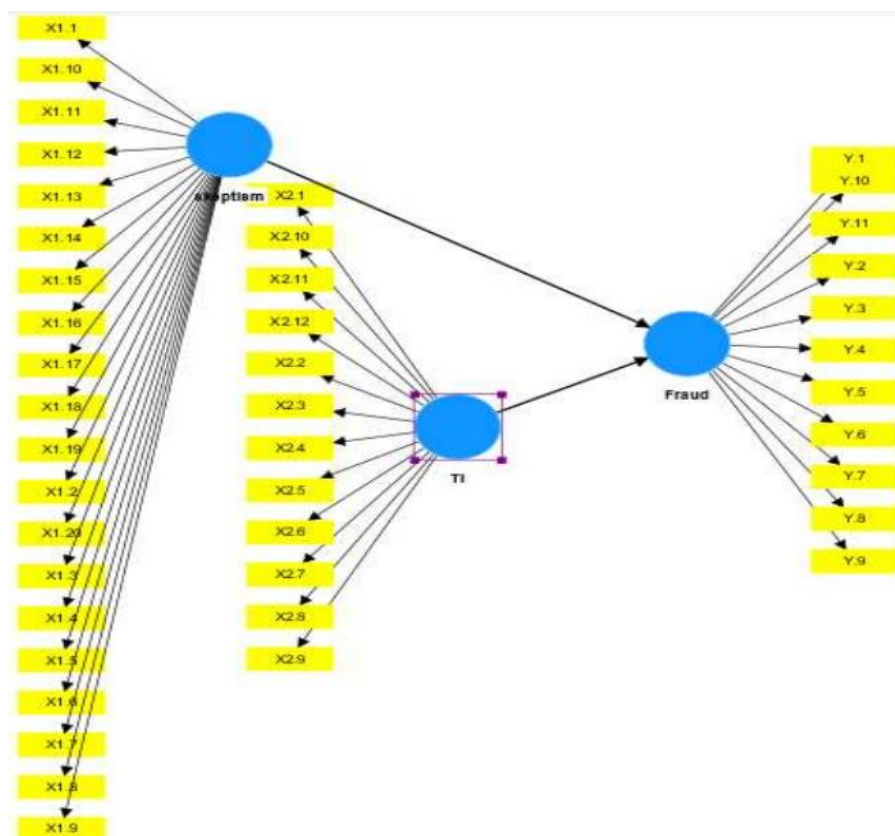 X1.1
X1.10
X1.11
X1.12
X1.13
X1.14
X1.15
X1.16
X1.17
X1.18
X1.19
X1.2
X1.20
X1.3
X1.4
X1.5
X1.6
X1.7
X1.8
X1.9
skeptism
X2.1
X2.10
X2.11
X2.12
X2.2
X2.3
X2.4
X2.5
X2.6
X2.7
X2.8
X2.9
TI
Fraud
Y.1
Y.10
Y.11
Y.2
Y.3
Y.4
Y.5
Y.6
Y.7
Y.8
Y.9